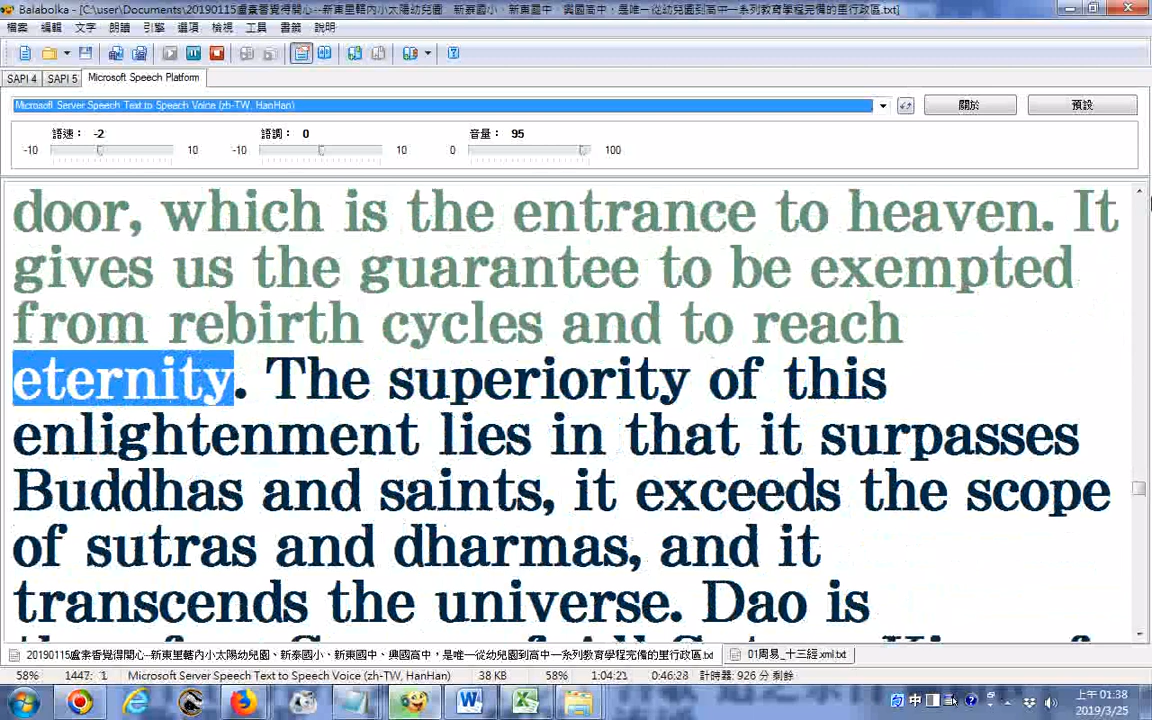 Balabolka - [C:\user\Documents\20190115盧素香覺得開心--新東里轄內小太陽幼兒園、新泰國小、新東國中、興國高中，是唯一從幼兒園到高中一系列教育學程完備的里行政區.txt]
檔案 編輯 文字 朗讀 引擎 選項 檢視 工具 書籤 說明
SAPI 4 SAPI 5 Microsoft Speech Platform
Microsoft Server Speech Text to Speech Voice (zh-TW, HanHan) 關於 預設
語速： -2 語調： 0 音量： 95
-10 10 -10 10 0 100
door, which is the entrance to heaven. It
gives us the guarantee to be exempted
from rebirth cycles and to reach
eternity. The superiority of this
enlightenment lies in that it surpasses
Buddhas and saints, it exceeds the scope
of sutras and dharmas, and it
transcends the universe. Dao is
20190115盧素香覺得開心--新東里轄內小太陽幼兒園、新泰國小、新東國中、興國高中，是唯一從幼兒園到高中一系列教育學程完備的里行政區.txt 01周易_十三經.xml.txt
58% 1447: 1 Microsoft Server Speech Text to Speech Voice (zh-TW, HanHan) 38 KB 58% 1:04:21 0:46:28 計時器: 926 分 剩餘
中 上午 01:38
2019/3/25